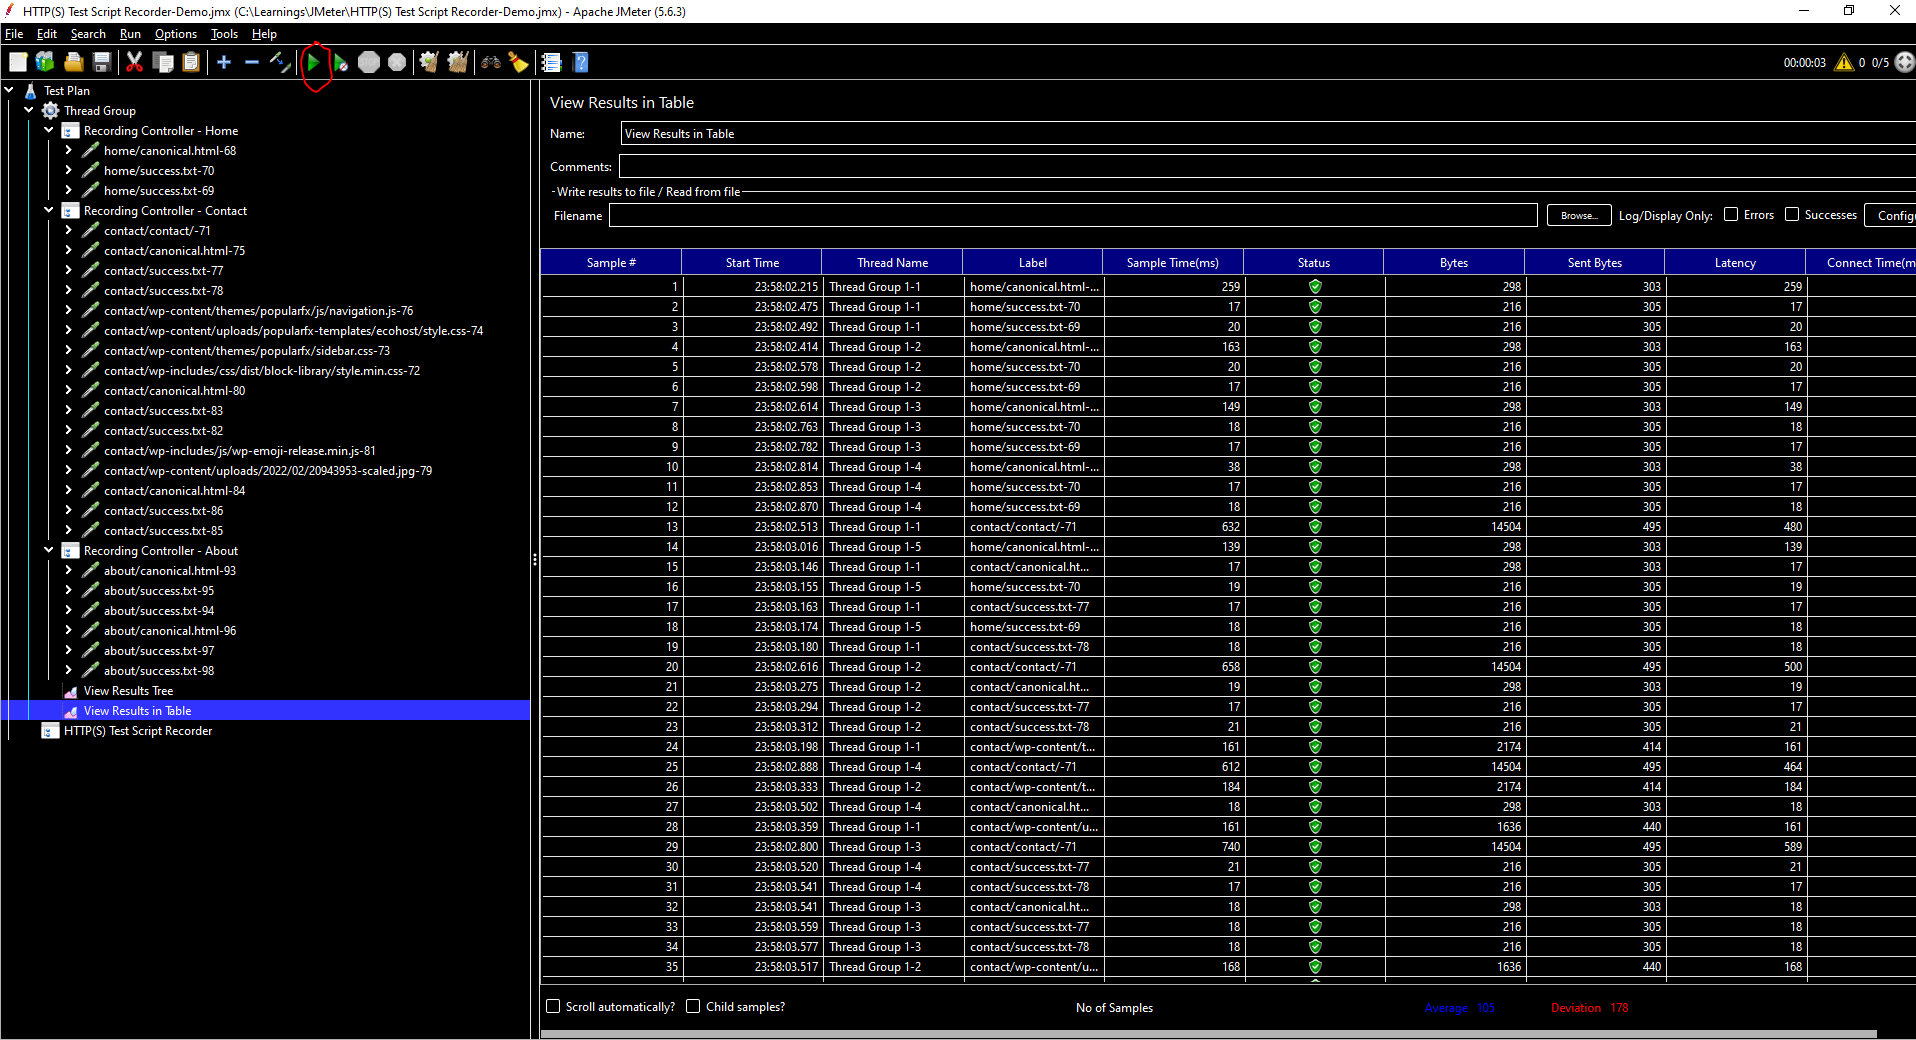 HTTP(S) Test Script Recorder-Demo.jmx (C:\Learnings\JMeter\HTTP(S) Test Script Recorder-Demo.jmx) - Apache JMeter (5.6.3)
File Edit Search Run Options Tools Help
00:00:03 0 0/5
Test Plan
Thread Group
Recording Controller - Home
home/canonical.html-68
home/success.txt-70
home/success.txt-69
Recording Controller - Contact
contact/contact/-71
contact/canonical.html-75
contact/success.txt-77
contact/success.txt-78
contact/wp-content/themes/popularfx/js/navigation.js-76
contact/wp-content/uploads/popularfx-templates/ecohost/style.css-74
contact/wp-content/themes/popularfx/sidebar.css-73
contact/wp-includes/css/dist/block-library/style.min.css-72
contact/canonical.html-80
contact/success.txt-83
contact/success.txt-82
contact/wp-includes/js/wp-emoji-release.min.js-81
contact/wp-content/uploads/2022/02/20943953-scaled.jpg-79
contact/canonical.html-84
contact/success.txt-86
contact/success.txt-85
Recording Controller - About
about/canonical.html-93
about/success.txt-95
about/success.txt-94
about/canonical.html-96
about/success.txt-97
about/success.txt-98
View Results Tree
View Results in Table
HTTP(S) Test Script Recorder
View Results in Table
Name: View Results in Table
Comments:
Write results to file / Read from file
Filename Browse... Log/Display Only: Errors Successes Configu
Sample # Start Time Thread Name Label Sample Time(ms) Status Bytes Sent Bytes Latency Connect Time(m
1 23:58:02.215 Thread Group 1-1 home/canonical.html-... 259 298 303 259
2 23:58:02.475 Thread Group 1-1 home/success.txt-70 17 216 305 17
3 23:58:02.492 Thread Group 1-1 home/success.txt-69 20 216 305 20
4 23:58:02.414 Thread Group 1-2 home/canonical.html-... 163 298 303 163
5 23:58:02.578 Thread Group 1-2 home/success.txt-70 20 216 305 20
6 23:58:02.598 Thread Group 1-2 home/success.txt-69 17 216 305 17
7 23:58:02.614 Thread Group 1-3 home/canonical.html-... 149 298 303 149
8 23:58:02.763 Thread Group 1-3 home/success.txt-70 18 216 305 18
9 23:58:02.782 Thread Group 1-3 home/success.txt-69 17 216 305 17
10 23:58:02.814 Thread Group 1-4 home/canonical.html-... 38 298 303 38
11 23:58:02.853 Thread Group 1-4 home/success.txt-70 17 216 305 17
12 23:58:02.870 Thread Group 1-4 home/success.txt-69 18 216 305 18
13 23:58:02.513 Thread Group 1-1 contact/contact/-71 632 14504 495 480
14 23:58:03.016 Thread Group 1-5 home/canonical.html-... 139 298 303 139
15 23:58:03.146 Thread Group 1-1 contact/canonical.ht... 17 298 303 17
16 23:58:03.155 Thread Group 1-5 home/success.txt-70 19 216 305 19
17 23:58:03.163 Thread Group 1-1 contact/success.txt-77 17 216 305 17
18 23:58:03.174 Thread Group 1-5 home/success.txt-69 18 216 305 18
19 23:58:03.180 Thread Group 1-1 contact/success.txt-78 18 216 305 18
20 23:58:02.616 Thread Group 1-2 contact/contact/-71 658 14504 495 500
21 23:58:03.275 Thread Group 1-2 contact/canonical.ht... 19 298 303 19
22 23:58:03.294 Thread Group 1-2 contact/success.txt-77 17 216 305 17
23 23:58:03.312 Thread Group 1-2 contact/success.txt-78 21 216 305 21
24 23:58:03.198 Thread Group 1-1 contact/wp-content/t... 161 2174 414 161
25 23:58:02.888 Thread Group 1-4 contact/contact/-71 612 14504 495 464
26 23:58:03.333 Thread Group 1-2 contact/wp-content/t... 184 2174 414 184
27 23:58:03.502 Thread Group 1-4 contact/canonical.ht... 18 298 303 18
28 23:58:03.359 Thread Group 1-1 contact/wp-content/u... 161 1636 440 161
29 23:58:02.800 Thread Group 1-3 contact/contact/-71 740 14504 495 589
30 23:58:03.520 Thread Group 1-4 contact/success.txt-77 21 216 305 21
31 23:58:03.541 Thread Group 1-4 contact/success.txt-78 17 216 305 17
32 23:58:03.541 Thread Group 1-3 contact/canonical.ht... 18 298 303 18
33 23:58:03.559 Thread Group 1-3 contact/success.txt-77 18 216 305 18
34 23:58:03.577 Thread Group 1-3 contact/success.txt-78 18 216 305 18
35 23:58:03.517 Thread Group 1-2 contact/wp-content/u... 168 1636 440 168
Scroll automatically? Child samples? No of Samples Average 105 Deviation 178